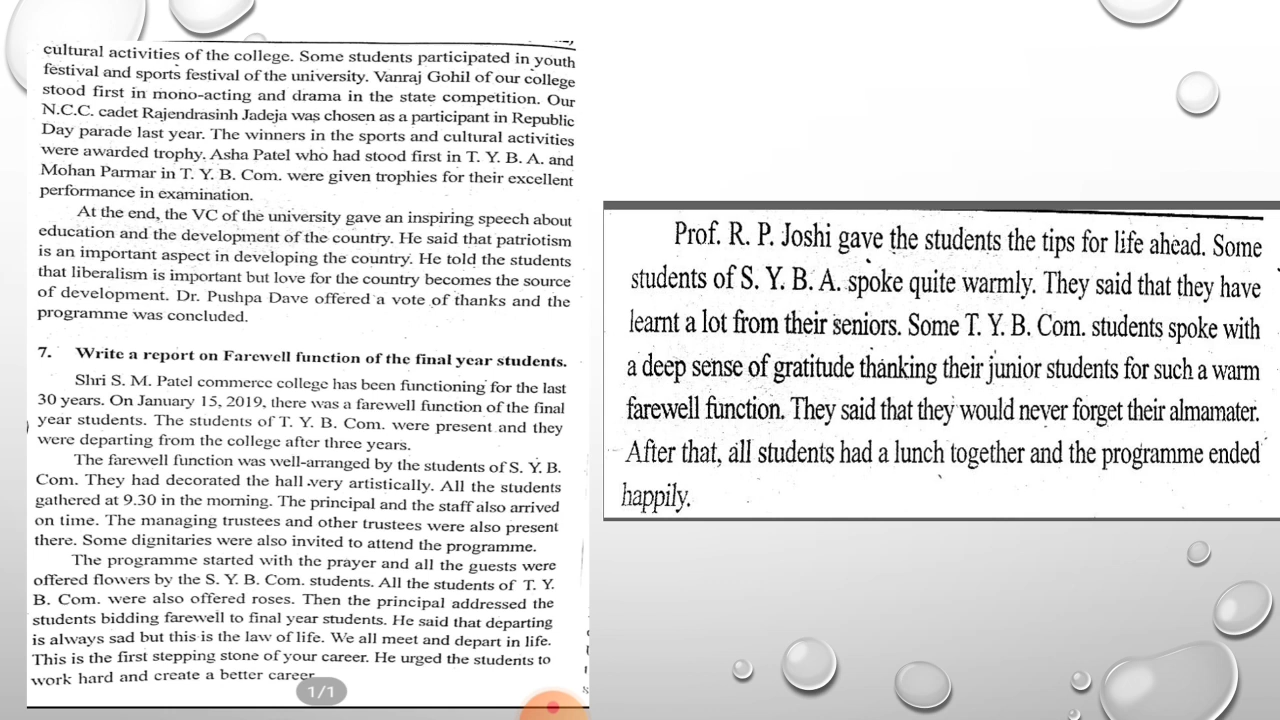 cultural activities of the college. Some students participated in youth
festival and sports festival of the university. Vanraj Gohil of our college
stood first in mono-acting and drama in the state competition. Our
N.C.C. cadet Rajendrasinh Jadeja was chosen as a participant in Republic
Day parade last year. The winners in the sports and cultural activities
were awarded trophy. Asha Patel who had stood first in T. Y. B. A. and
Mohan Parmar in T. Y. B. Com. were given trophies for their excellent
performance in examination.
At the end, the VC of the university gave an inspiring speech about
education and the development of the country. He said that patriotism
is an important aspect in developing the country. He told the students
that liberalism is important but love for the country becomes the source
of development. Dr. Pushpa Dave offered a vote of thanks and the
programme was concluded.
7. Write a report on Farewell function of the final year students.
Shri S. M. Patel commerce college has been functioning for the last
30 years. On January 15, 2019, there was a farewell function of the final
year students. The students of T. Y. B. Com. were present and they
were departing from the college after three years.
The farewell function was well-arranged by the students of S. Y. B.
Com. They had decorated the hall very artistically. All the students
gathered at 9.30 in the morning. The principal and the staff also arrived
on time. The managing trustees and other trustees were also present
there. Some dignitaries were also invited to attend the programme.
The programme started with the prayer and all the guests were
offered flowers by the S. Y. B. Com. students. All the students of T. Y.
B. Com. were also offered roses. Then the principal addressed the
students bidding farewell to final year students. He said that departing
is always sad but this is the law of life. We all meet and depart in life.
This is the first stepping stone of your career. He urged the students to
work hard and create a better career
1/1
Prof. R. P. Joshi gave the students the tips for life ahead. Some
students of S. Y. B. A. spoke quite warmly. They said that they have
learnt a lot from their seniors. Some T. Y. B. Com. students spoke with
a deep sense of gratitude thanking their junior students for such a warm
farewell function. They said that they would never forget their almamater.
After that, all students had a lunch together and the programme ended
happily.